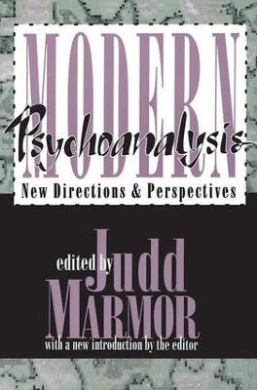 MODERN
Psychoanalysis
New Directions & Perspectives
edited by Judd
MARMOR
with a new introduction by the editor